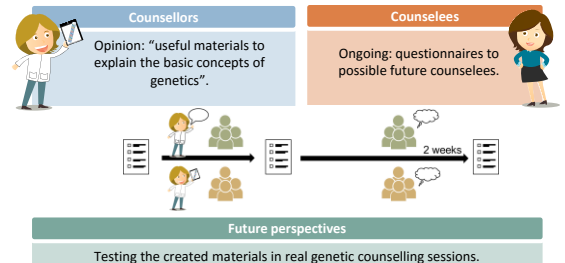 Counsellors
Opinion: “useful materials to
explain the basic concepts of
genetics”.
Counselees
Ongoing: questionnaires to
possible future counselees.
2 weeks
Future perspectives
Testing the created materials in real genetic counselling sessions.